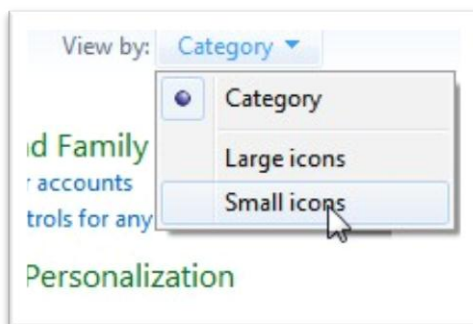 View by: Category
Category
Large icons
Small icons
d Family
accounts
trols for any
Personalization